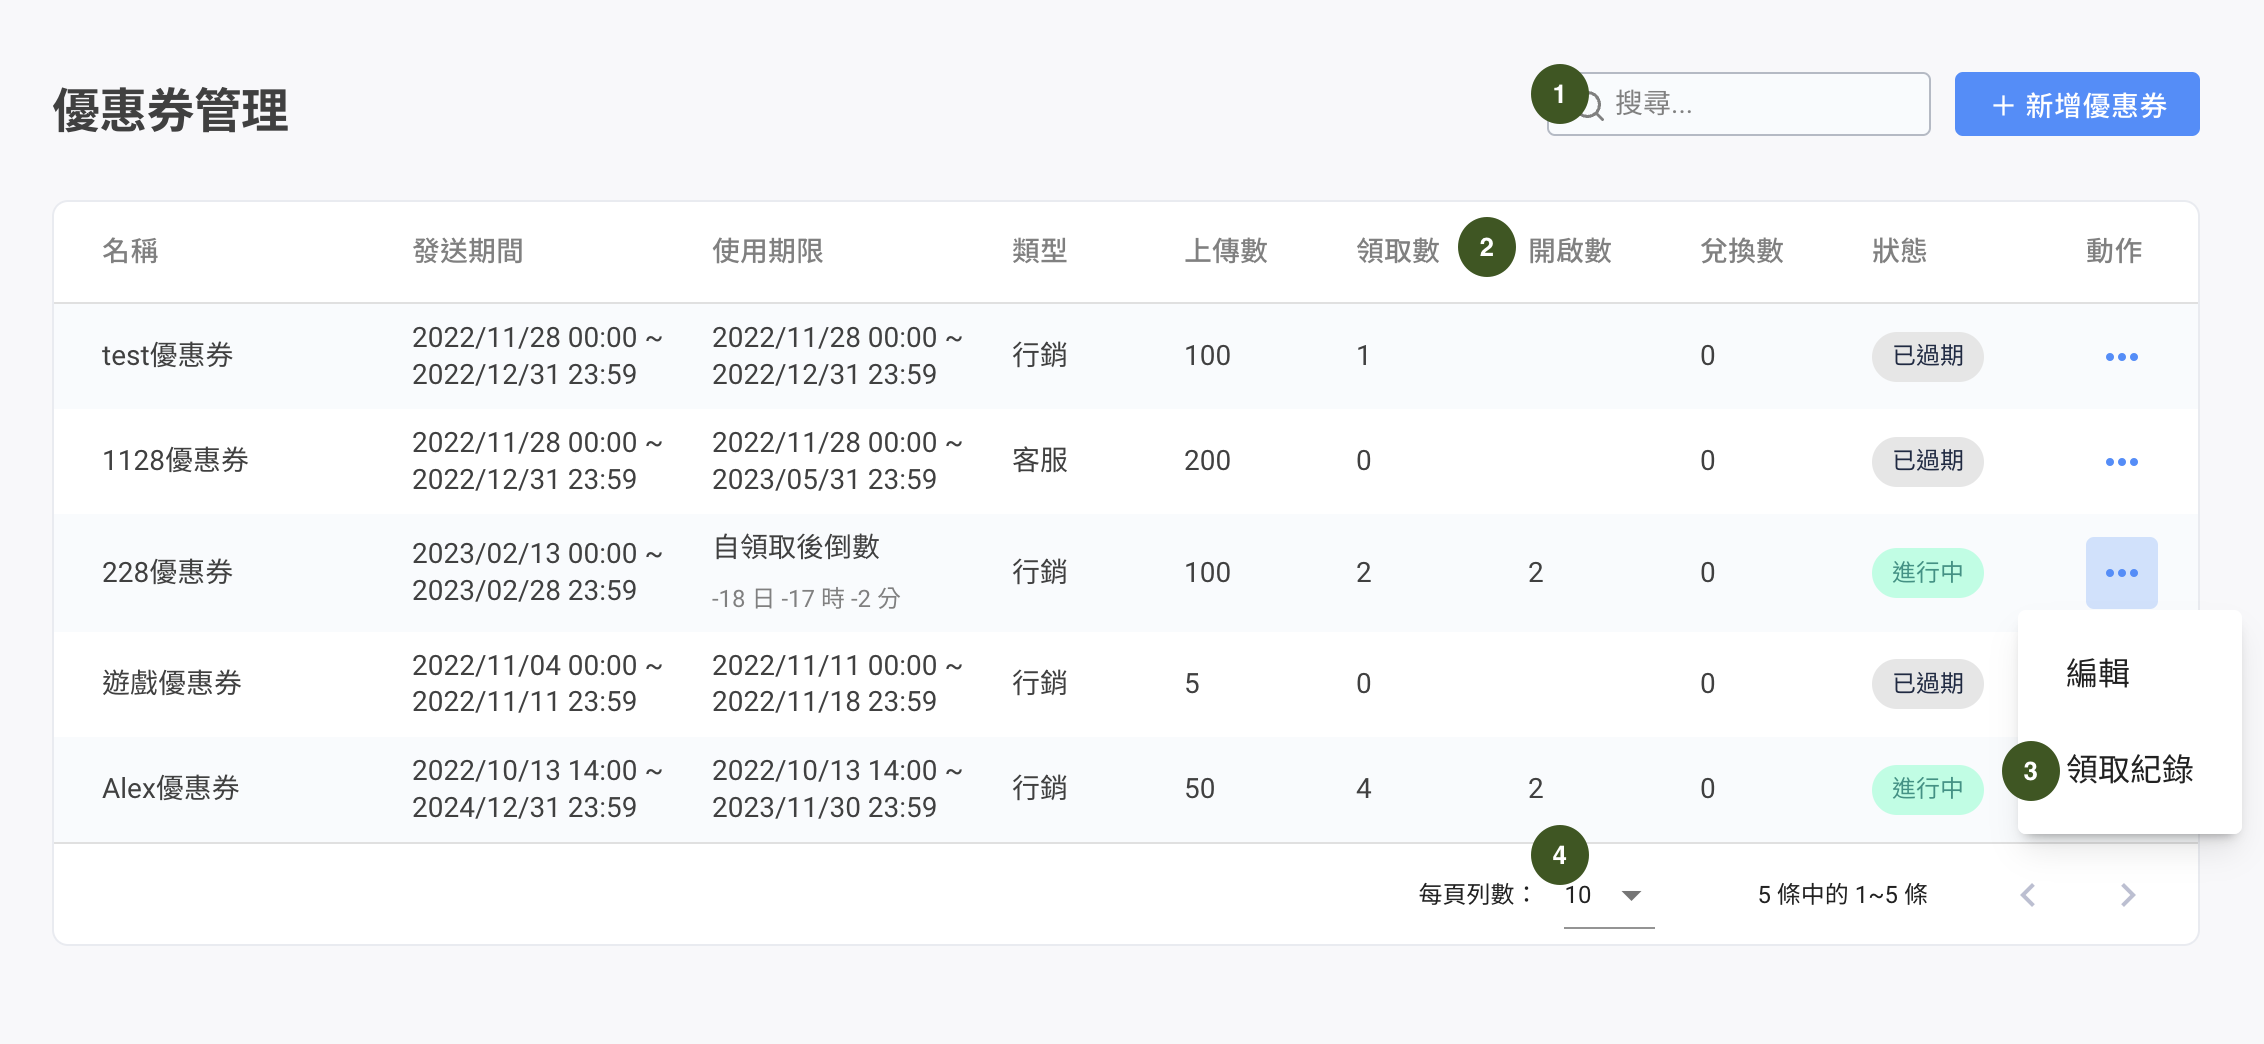 優惠券管理
1
搜尋...
+ 新增優惠券
名稱 發送期間 使用期限 類型 上傳數 領取數 2 開啟數 兌換數 狀態 動作
test優惠券 2022/11/28 00:00 ~ 2022/11/28 00:00 ~ 行銷 100 1 0 已過期
2022/12/31 23:59 2022/12/31 23:59
1128優惠券 2022/11/28 00:00 ~ 2022/11/28 00:00 ~ 客服 200 0 0 已過期
2022/12/31 23:59 2023/05/31 23:59
228優惠券 2023/02/13 00:00 ~ 自領取後倒數 行銷 100 2 2 0 進行中
2023/02/28 23:59 -18 日 -17 時 -2 分
遊戲優惠券 2022/11/04 00:00 ~ 2022/11/11 00:00 ~ 行銷 5 0 0 已過期
2022/11/11 23:59 2022/11/18 23:59
編輯
Alex優惠券 2022/10/13 14:00 ~ 2022/10/13 14:00 ~ 行銷 50 4 2 0 進行中
2024/12/31 23:59 2023/11/30 23:59
3 領取紀錄
4
每頁列數： 10 5 條中的 1~5 條